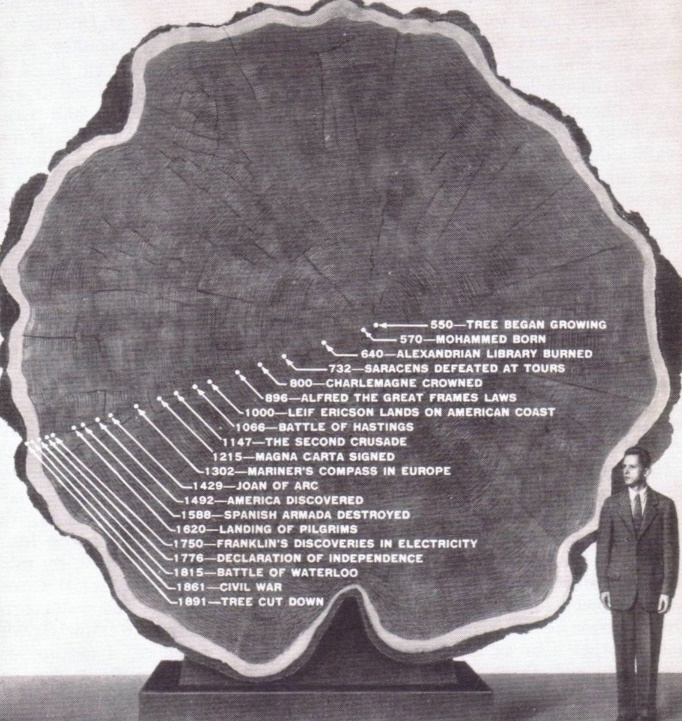 550—TREE BEGAN GROWING
570—MOHAMMED BORN
640—ALEXANDRIAN LIBRARY BURNED
732—SARACENS DEFEATED AT TOURS
800—CHARLEMAGNE CROWNED
896—ALFRED THE GREAT FRAMES LAWS
1000—LEIF ERICSON LANDS ON AMERICAN COAST
1066—BATTLE OF HASTINGS
1147—THE SECOND CRUSADE
1215—MAGNA CARTA SIGNED
1302—MARINER'S COMPASS IN EUROPE
1429—JOAN OF ARC
1492—AMERICA DISCOVERED
1588—SPANISH ARMADA DESTROYED
1620—LANDING OF PILGRIMS
1750—FRANKLIN'S DISCOVERIES IN ELECTRICITY
1776—DECLARATION OF INDEPENDENCE
1815—BATTLE OF WATERLOO
1861—CIVIL WAR
1891—TREE CUT DOWN